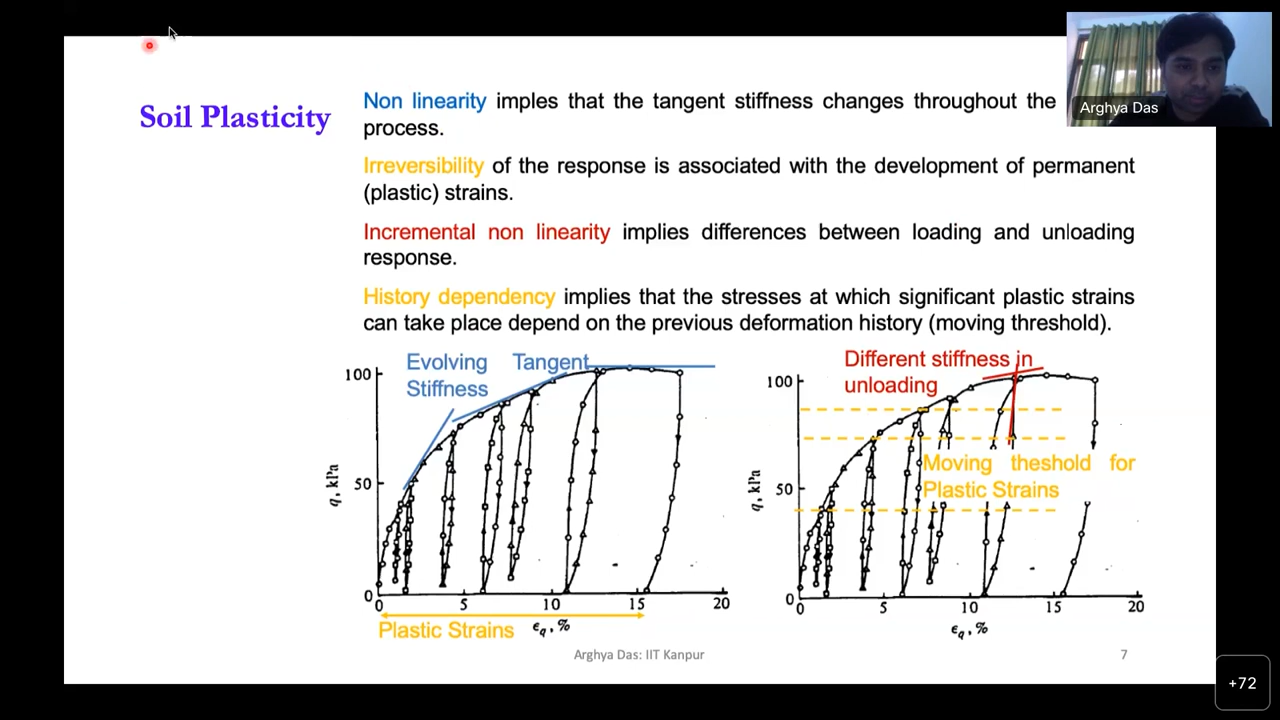 Arghya Das
Soil Plasticity
Non linearity imples that the tangent stiffness changes throughout the
process.
Irreversibility of the response is associated with the development of permanent
(plastic) strains.
Incremental non linearity implies differences between loading and unloading
response.
History dependency implies that the stresses at which significant plastic strains
can take place depend on the previous deformation history (moving threshold).
Evolving Tangent
Stiffness
100
50
0
q, kPa
0 5 10 15 20
Plastic Strains
ϵq, %
Different stiffness in
unloading
Moving theshold for
Plastic Strains
100
50
0
q, kPa
0 5 10 15 20
ϵq, %
Arghya Das: IIT Kanpur
7
+72